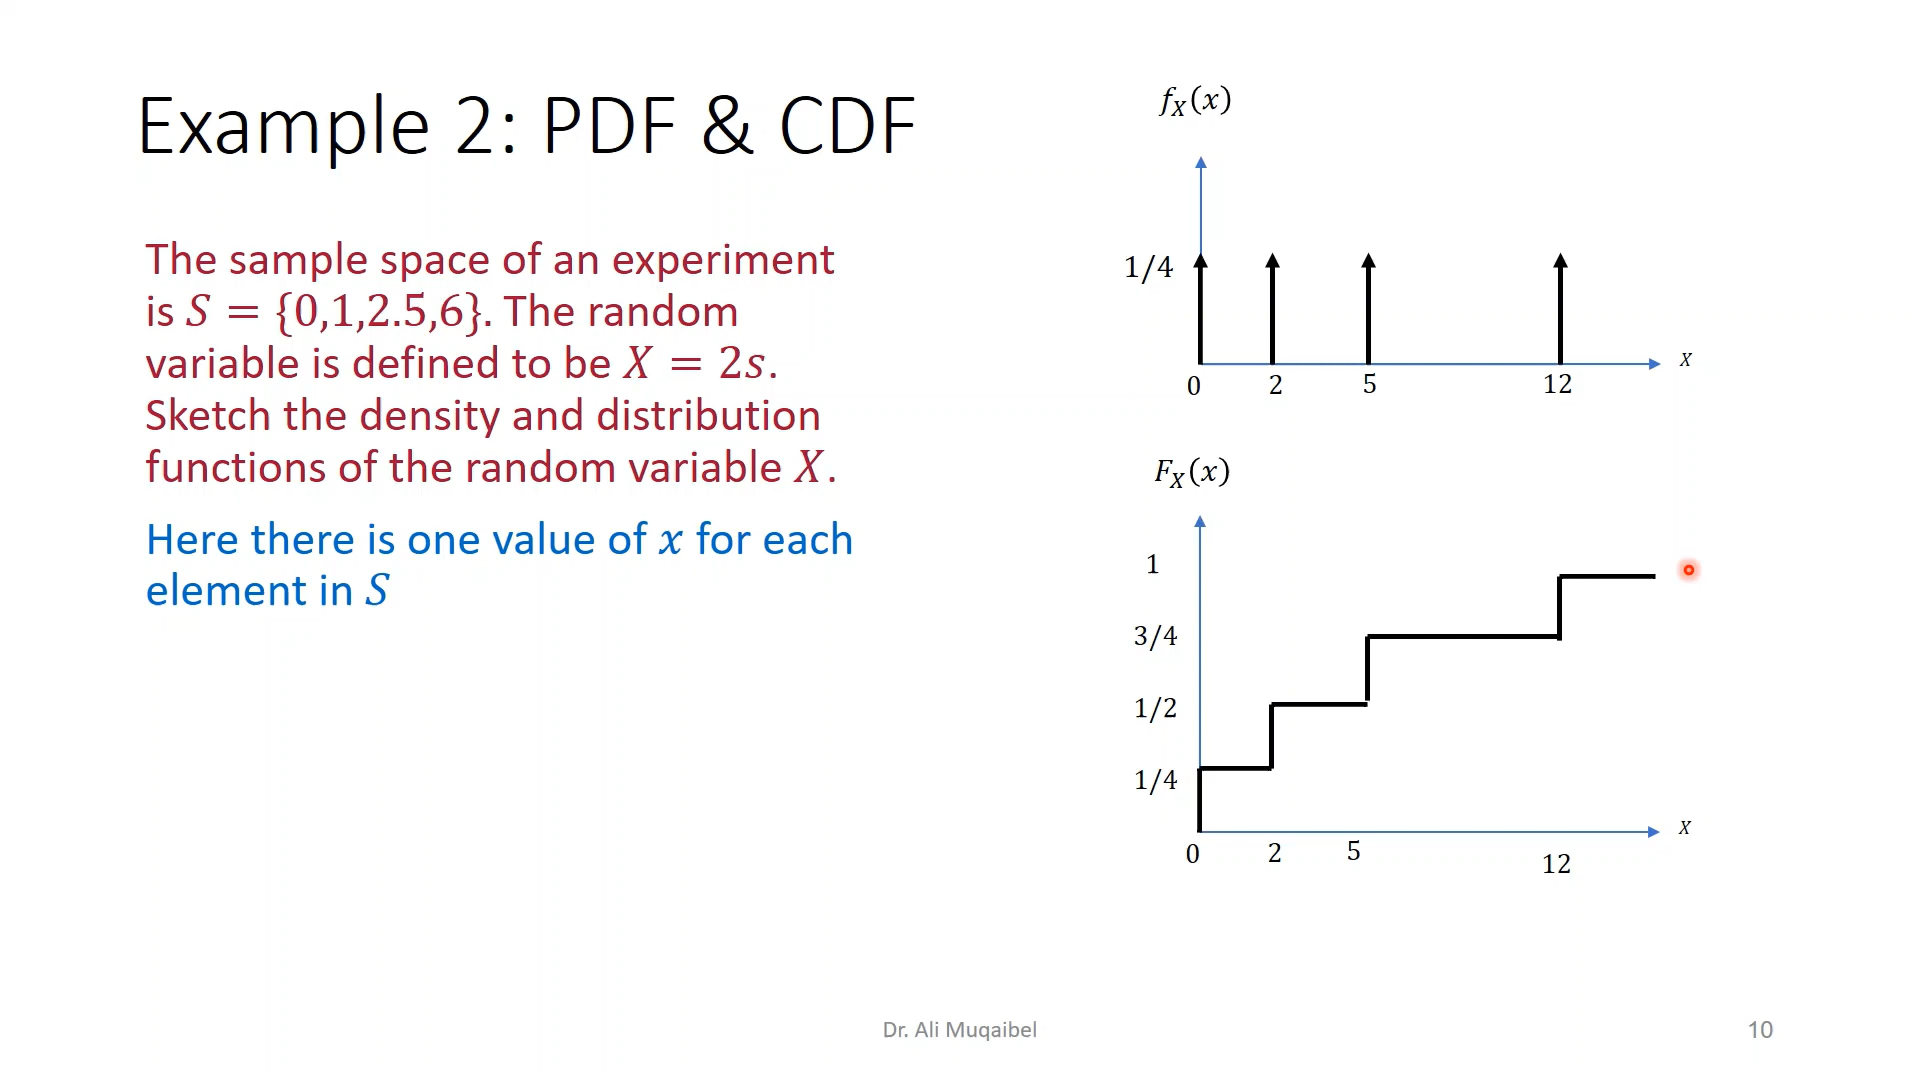 Example 2: PDF & CDF
The sample space of an experiment
is S = {0,1,2.5,6}. The random
variable is defined to be X = 2s.
Sketch the density and distribution
functions of the random variable X.
Here there is one value of x for each
element in S
f_X(x)
1/4
0 2 5 12
X
F_X(x)
1
3/4
1/2
1/4
0 2 5 12
X
Dr. Ali Muqaibel
10